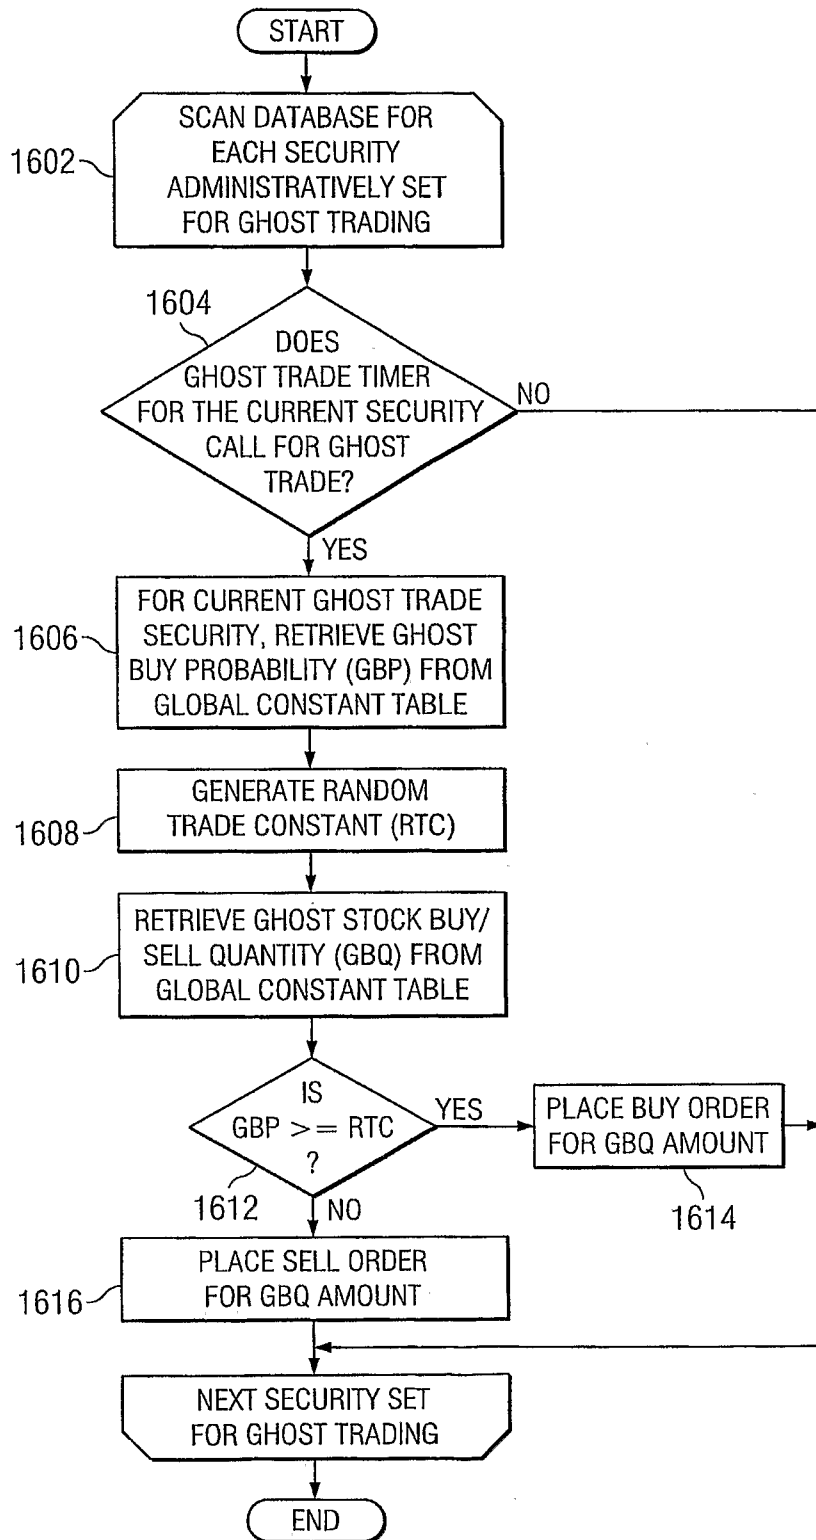 START
SCAN DATABASE FOR
EACH SECURITY
ADMINISTRATIVELY SET
FOR GHOST TRADING
1602
1604
DOES
GHOST TRADE TIMER
FOR THE CURRENT SECURITY
CALL FOR GHOST
TRADE?
NO
YES
FOR CURRENT GHOST TRADE
SECURITY, RETRIEVE GHOST
BUY PROBABILITY (GBP) FROM
GLOBAL CONSTANT TABLE
1606
GENERATE RANDOM
TRADE CONSTANT (RTC)
1608
RETRIEVE GHOST STOCK BUY/
SELL QUANTITY (GBQ) FROM
GLOBAL CONSTANT TABLE
1610
IS
GBP >= RTC
?
1612
YES
PLACE BUY ORDER
FOR GBQ AMOUNT
1614
NO
PLACE SELL ORDER
FOR GBQ AMOUNT
1616
NEXT SECURITY SET
FOR GHOST TRADING
END